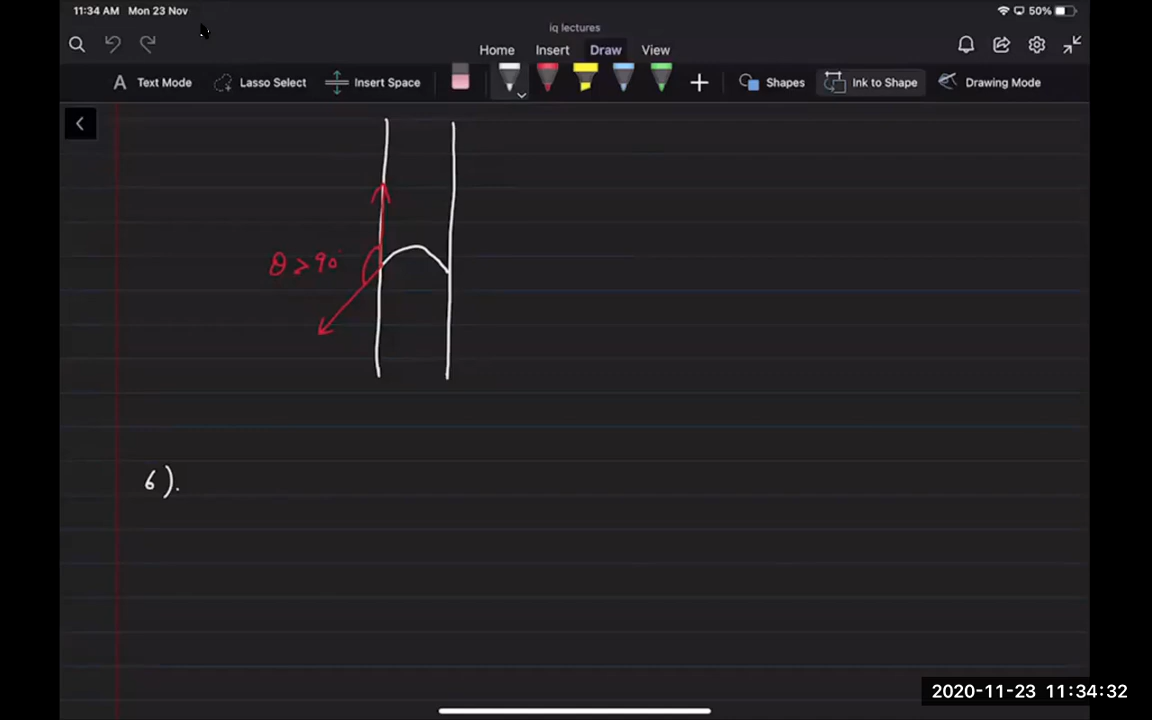 11:34 AM Mon 23 Nov
50%
iq lectures
Home Insert Draw View
A Text Mode Lasso Select Insert Space Shapes Ink to Shape Drawing Mode
θ > 90°
6).
2020-11-23 11:34:32